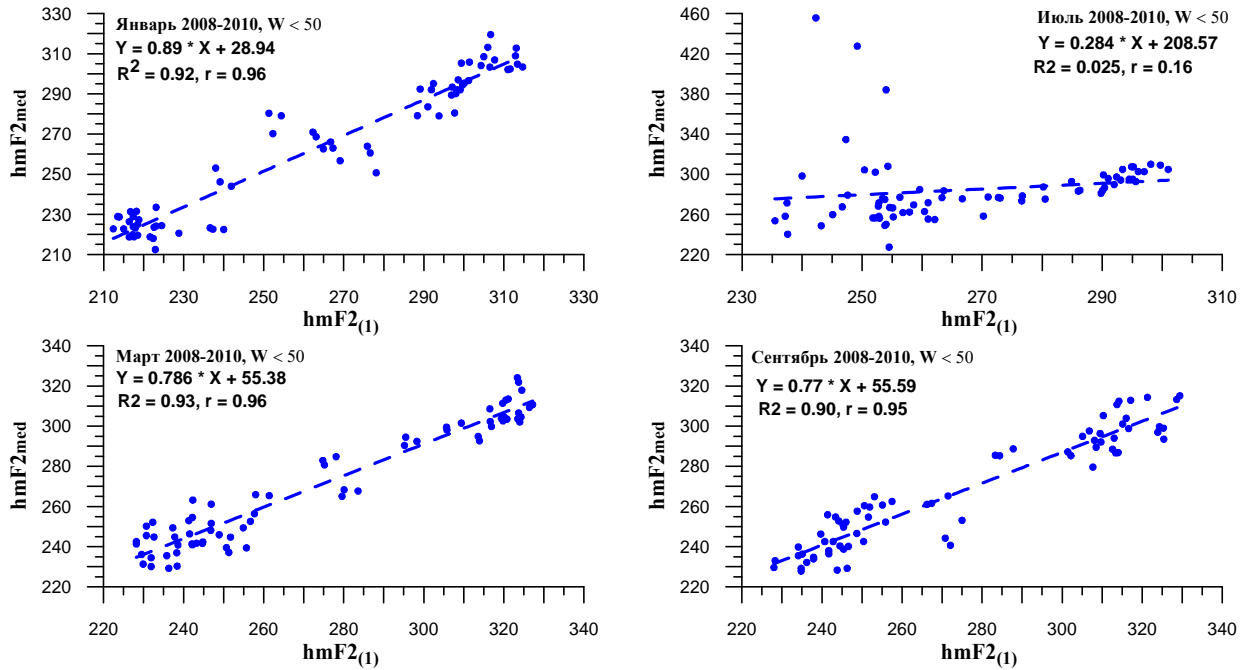 Январь 2008-2010, W < 50
Y = 0.89 * X + 28.94
R2 = 0.92, r = 0.96
hmF2med
330
310
290
270
250
230
210
210 230 250 270 290 310 330
hmF2(1)
Июль 2008-2010, W < 50
Y = 0.284 * X + 208.57
R2 = 0.025, r = 0.16
hmF2med
460
420
380
340
300
260
220
235 250 265 280 295 310
hmF2(1)
Март 2008-2010, W < 50
Y = 0.786 * X + 55.38
R2 = 0.93, r = 0.96
hmF2med
340
320
300
280
260
240
220
220 240 260 280 300 320 340
hmF2(1)
Сентябрь 2008-2010, W < 50
Y = 0.77 * X + 55.59
R2 = 0.90, r = 0.95
hmF2med
340
320
300
280
260
240
220
220 240 260 280 300 320 340
hmF2(1)